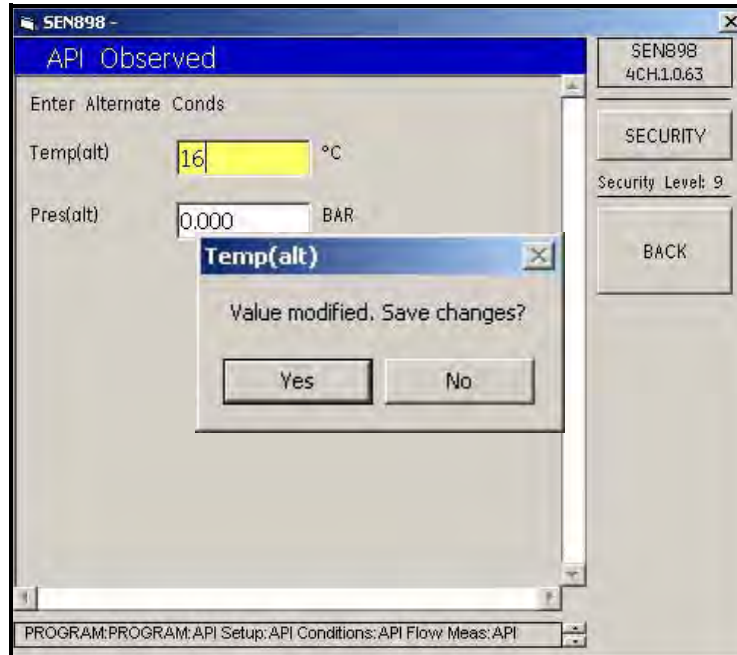 SEN898 -
API Observed
Enter Alternate Conds
Temp(alt) 16 °C
Pres(alt) 0.000 BAR
Temp(alt)
Value modified. Save changes?
Yes No
SEN898
4CH.1.0.63
SECURITY
Security Level: 9
BACK
PROGRAM:PROGRAM:API Setup:API Conditions:API Flow Meas:API